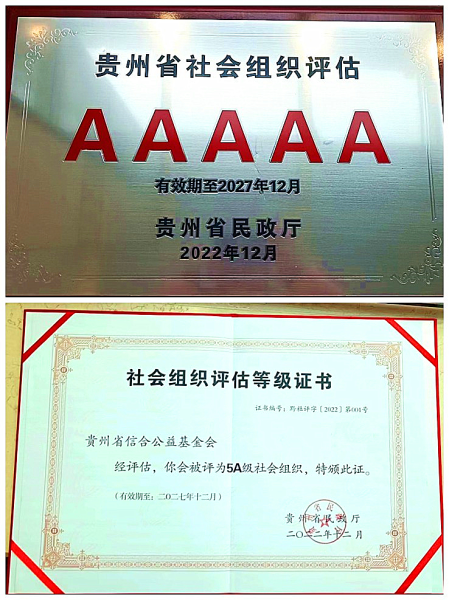 贵州省社会组织评估
AAAAA
有效期至2027年12月
贵州省民政厅
2022年12月
社会组织评估等级证书
证书编号：黔社评字［2022］第001号
贵州省信合公益基金会
经评估，你会被评为5A级社会组织，特颁此证。
（有效期至：二〇二七年十二月）
贵州省民政厅
二〇二二年十二月